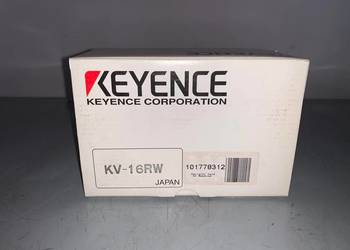 KEYENCE
KEYENCE CORPORATION
KV-16RW
JAPAN
101778312